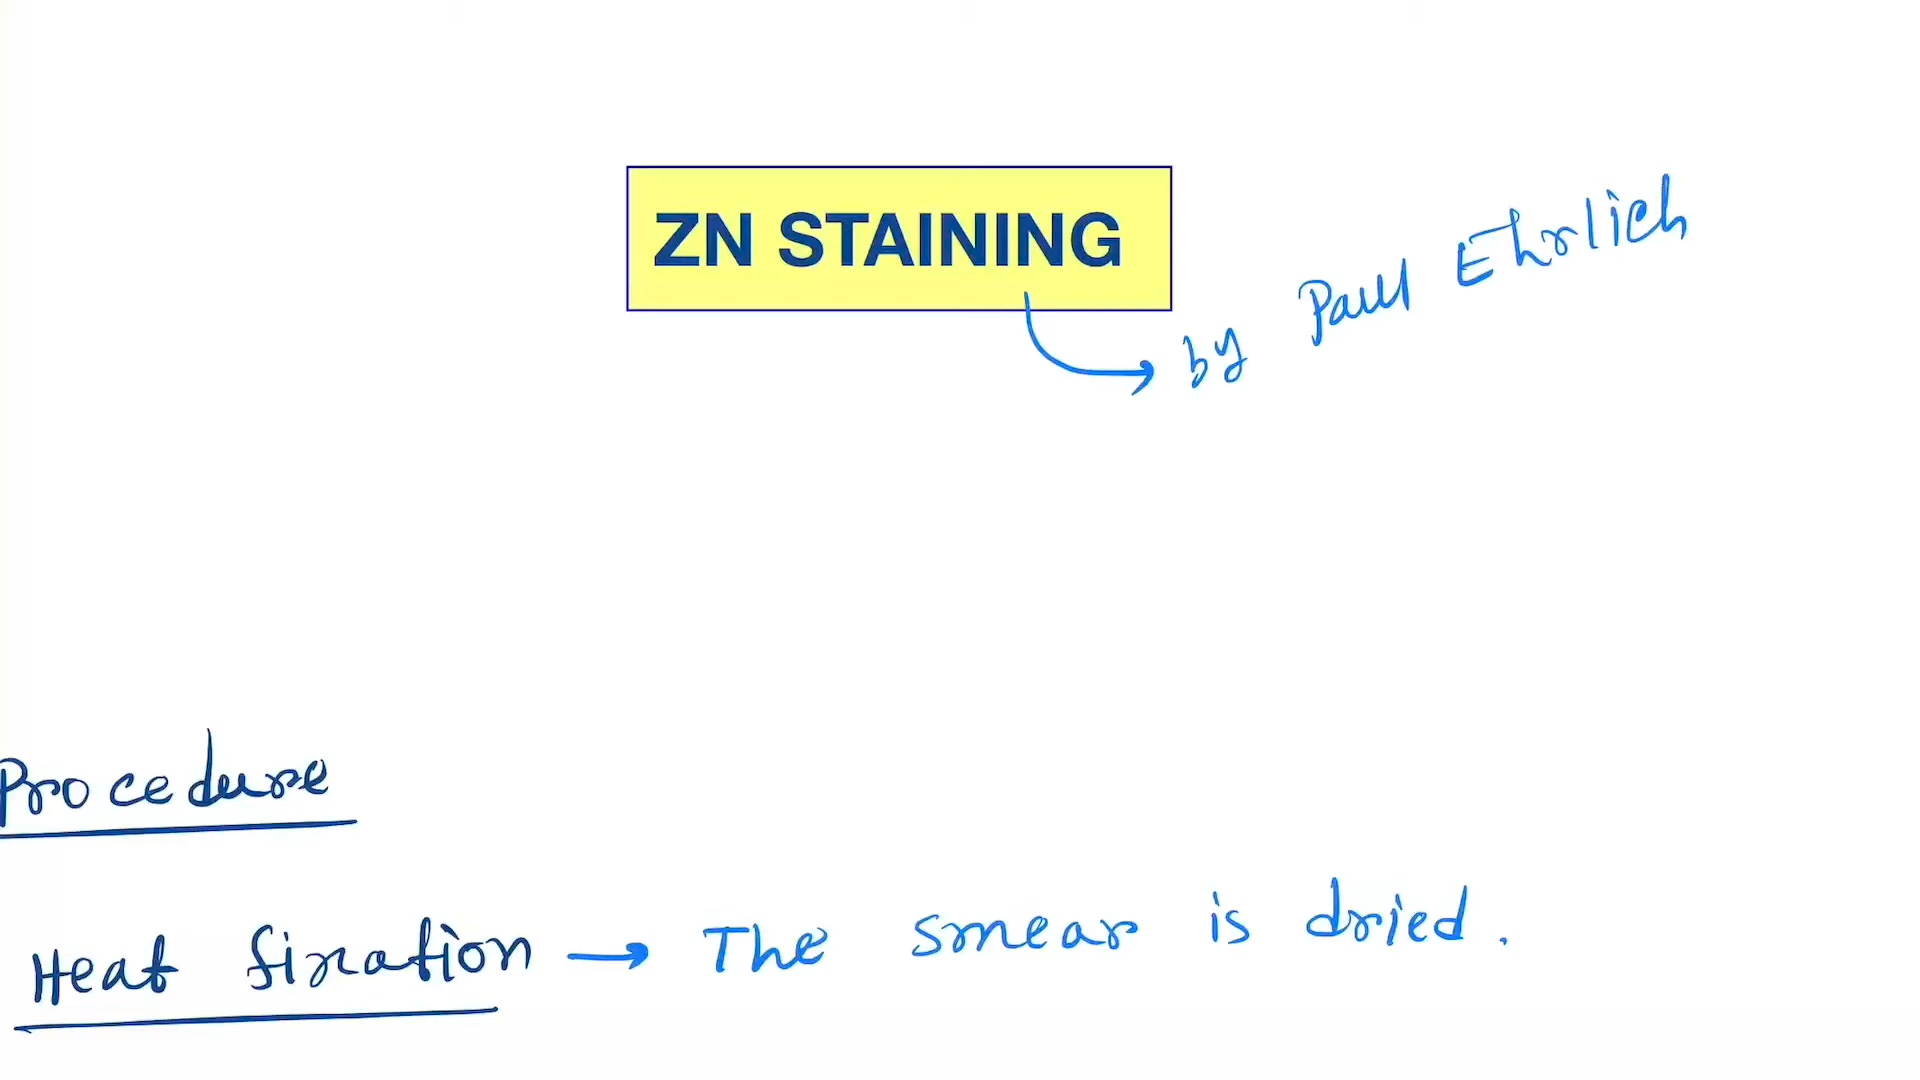 ZN STAINING
by Paul Ehrlich
Procedure
Heat fixation → The smear is dried.